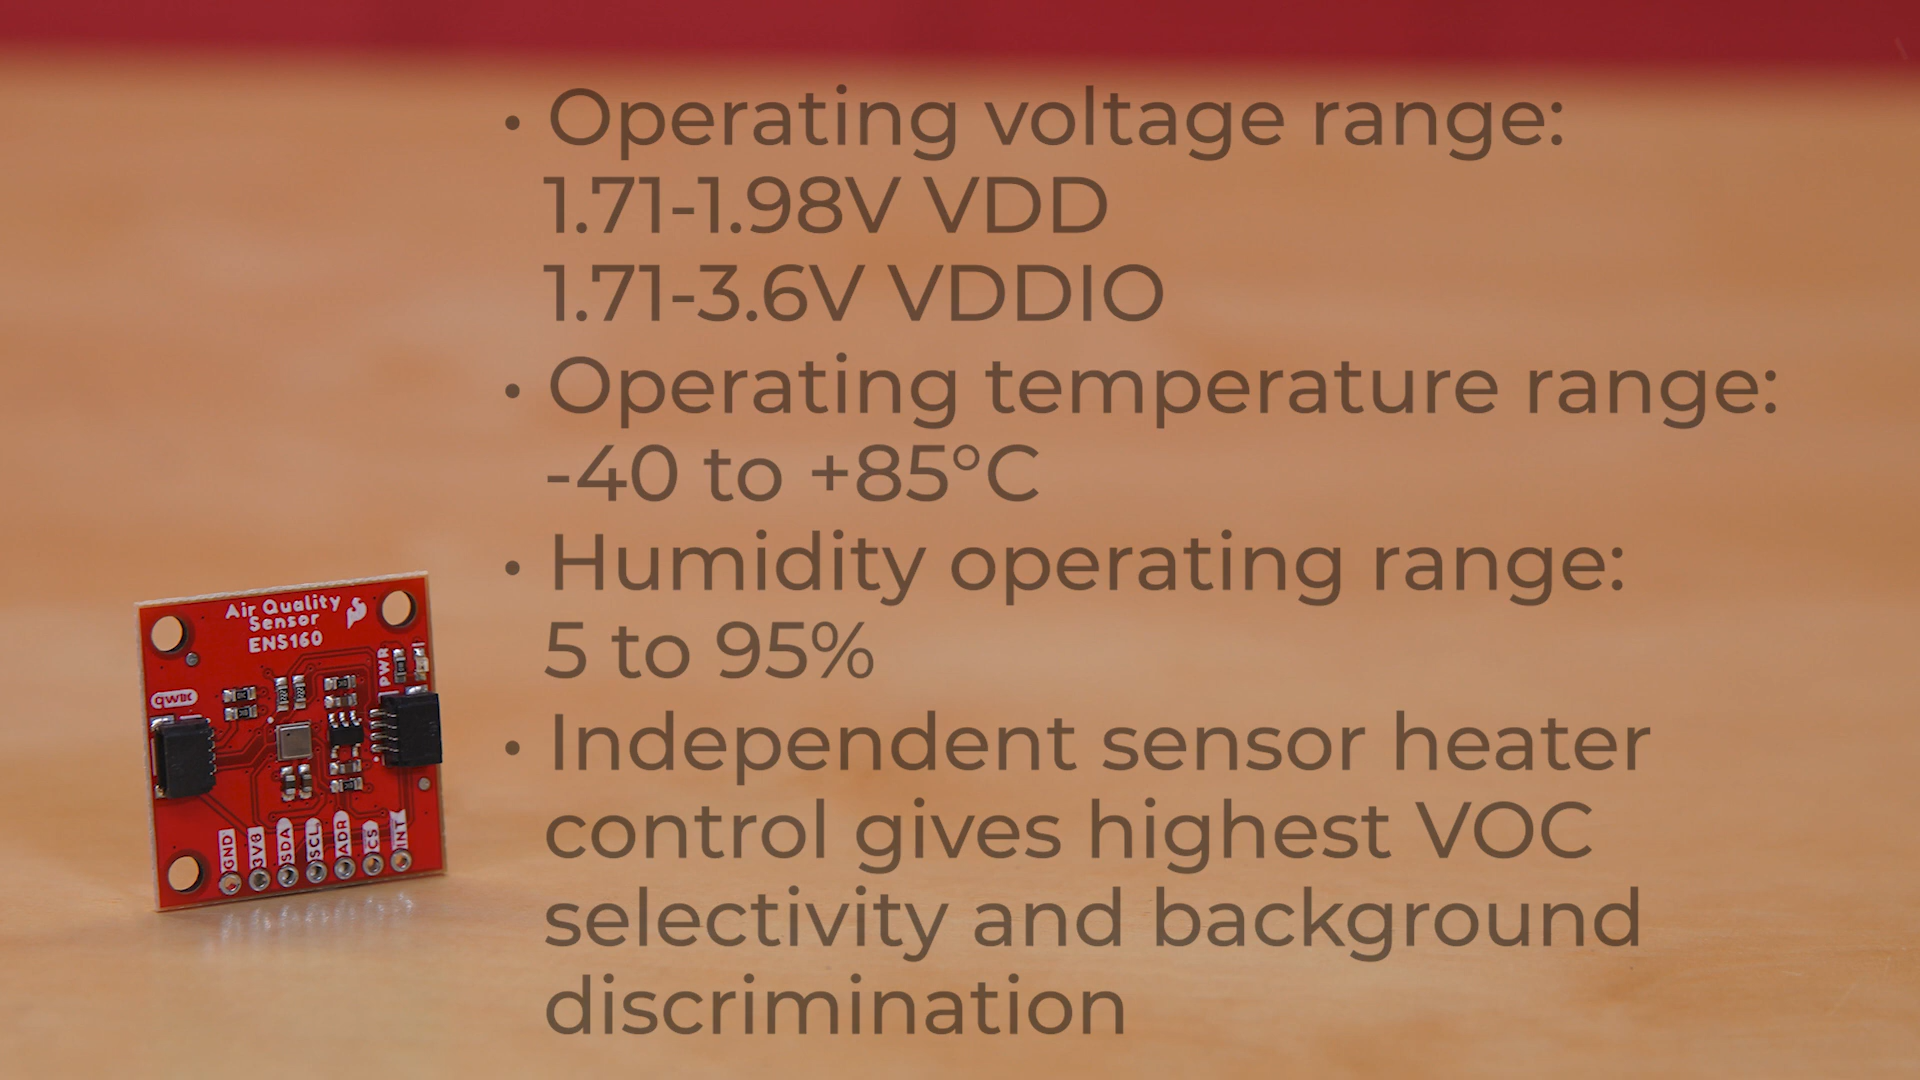 • Operating voltage range:
1.71-1.98V VDD
1.71-3.6V VDDIO
• Operating temperature range:
-40 to +85°C
• Humidity operating range:
5 to 95%
• Independent sensor heater
control gives highest VOC
selectivity and background
discrimination
Air Quality
Sensor
ENS160
PWR
qwiic
GND
3V3
SDA
SCL
ADR
CS
INT